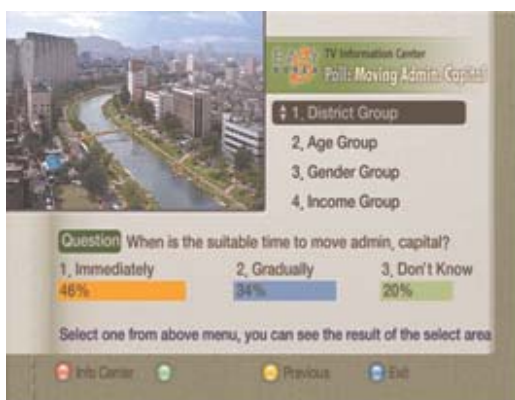 TV Information Center
Poll: Moving Admin. Capital
1, District Group
2, Age Group
3, Gender Group
4, Income Group
Question When is the suitable time to move admin, capital?
1, Immediately 2, Gradually 3, Don't Know
46% 34% 20%
Select one from above menu, you can see the result of the select area
Info Center Previous Exit